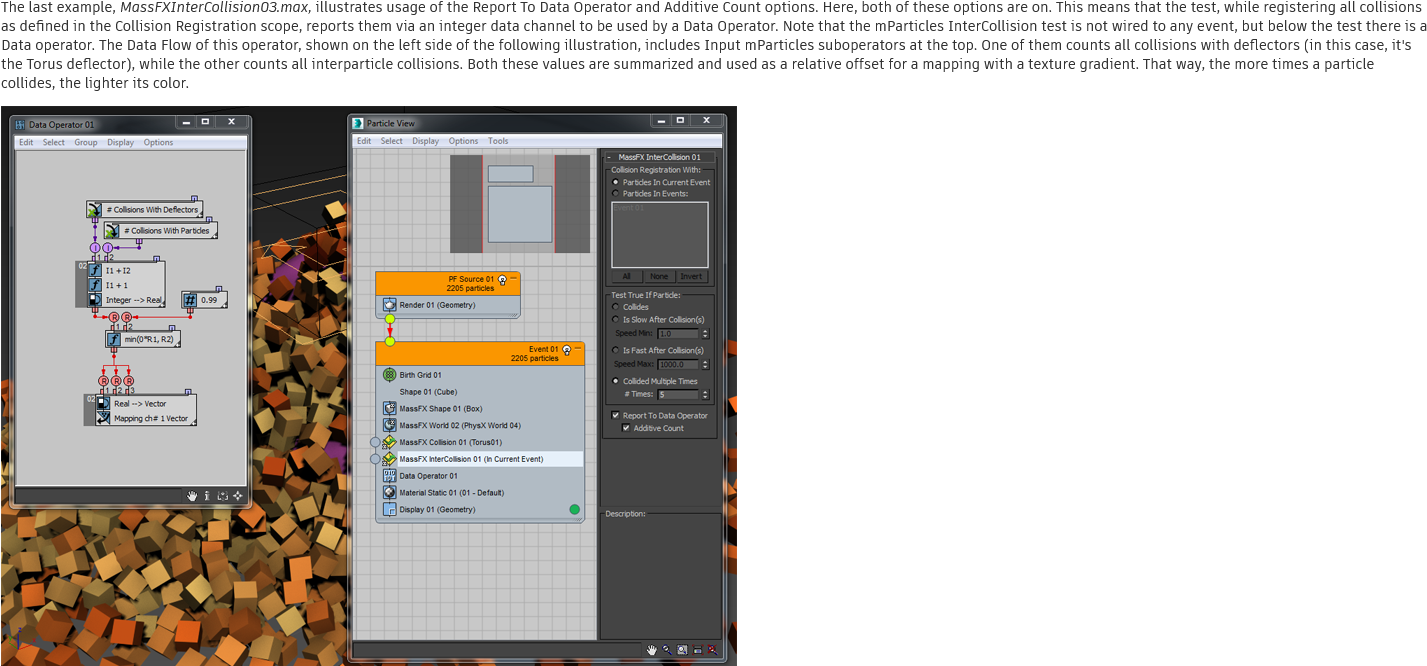 The last example, MassFXInterCollision03.max, illustrates usage of the Report To Data Operator and Additive Count options. Here, both of these options are on. This means that the test, while registering all collisions
as defined in the Collision Registration scope, reports them via an integer data channel to be used by a Data Operator. Note that the mParticles InterCollision test is not wired to any event, but below the test there is a
Data operator. The Data Flow of this operator, shown on the left side of the following illustration, includes Input mParticles suboperators at the top. One of them counts all collisions with deflectors (in this case, it's
the Torus deflector), while the other counts all interparticle collisions. Both these values are summarized and used as a relative offset for a mapping with a texture gradient. That way, the more times a particle
collides, the lighter its color.
Data Operator 01
Edit Select Group Display Options
# Collisions With Deflectors
# Collisions With Particles
I I
1 2
02
I1 + I2
I1 + 1
Integer --> Real
0.99
R R
1 2
min(0*R1, R2)
R R R
1 2 3
02
Real --> Vector
Mapping ch# 1 Vector
Particle View
Edit Select Display Options Tools
PF Source 01
2205 particles
Render 01 (Geometry)
Event 01
2205 particles
Birth Grid 01
Shape 01 (Cube)
MassFX Shape 01 (Box)
MassFX World 02 (PhysX World 04)
MassFX Collision 01 (Torus01)
MassFX InterCollision 01 (In Current Event)
Data Operator 01
Material Static 01 (01 - Default)
Display 01 (Geometry)
- MassFX InterCollision 01
Collision Registration With:
Particles In Current Event
Particles In Events:
Event 01
All None Invert
Test True If Particle:
Collides
Is Slow After Collision(s)
Speed Min: 1.0
Is Fast After Collision(s)
Speed Max: 1000.0
Collided Multiple Times
# Times: 5
Report To Data Operator
Additive Count
Description: